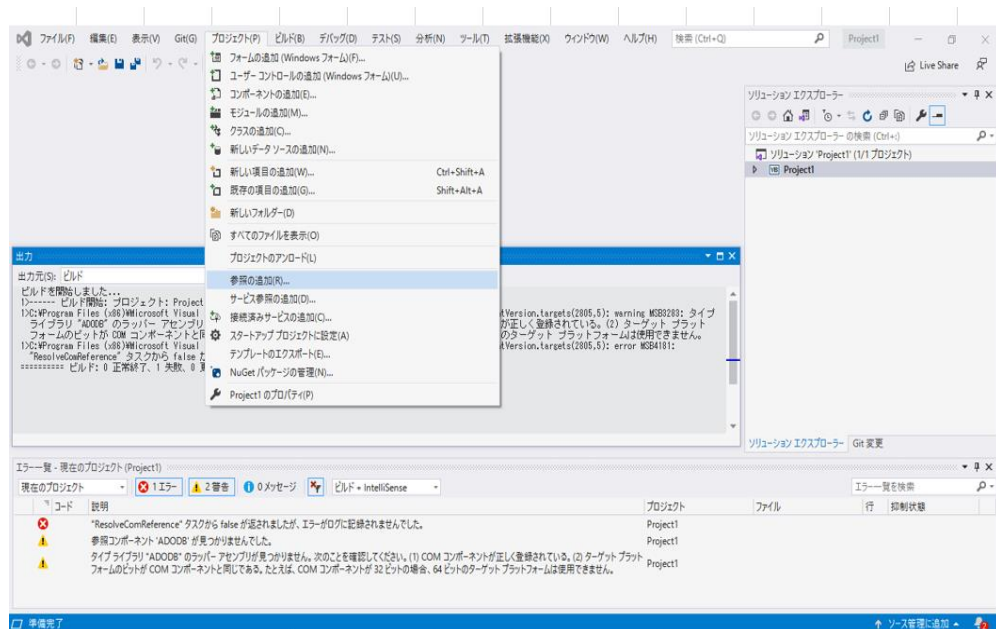 ファイル(F) 編集(E) 表示(V) Git(G) プロジェクト(P) ビルド(B) デバッグ(D) テスト(S) 分析(N) ツール(T) 拡張機能(X) ウィンドウ(W) ヘルプ(H) 検索 (Ctrl+Q) Project1
Live Share
フォームの追加 (Windows フォーム)(F)...
ユーザー コントロールの追加 (Windows フォーム)(U)...
コンポーネントの追加(E)...
モジュールの追加(M)...
クラスの追加(C)...
新しいデータ ソースの追加(N)...
新しい項目の追加(W)... Ctrl+Shift+A
既存の項目の追加(G)... Shift+Alt+A
新しいフォルダー(D)
すべてのファイルを表示(O)
プロジェクトのアンロード(L)
参照の追加(R)...
サービス参照の追加(D)...
接続済みサービスの追加(C)...
スタートアップ プロジェクトに設定(A)
テンプレートのエクスポート(E)...
NuGet パッケージの管理(N)...
Project1 のプロパティ(P)
ソリューション エクスプローラー
ソリューション エクスプローラー の検索 (Ctrl+;)
ソリューション 'Project1' (1/1 プロジェクト)
VB Project1
ソリューション エクスプローラー Git 変更
出力
出力元(S): ビルド
ビルドを開始しました...
1>------ ビルド開始: プロジェクト: Project
1>C:¥Program Files (x86)¥Microsoft Visual tVersion.targets(2805,5): warning MSB3283: タイプ
ライブラリ "ADODB" のラッパー アセンブリ が正しく登録されている。(2) ターゲット プラット
フォームのビットが COM コンポーネントと同 のターゲット プラットフォームは使用できません。
1>C:¥Program Files (x86)¥Microsoft Visual tVersion.targets(2805,5): error MSB4181:
"ResolveComReference" タスクから false た
========== ビルド: 0 正常終了、1 失敗、0 更
エラー一覧 - 現在のプロジェクト (Project1)
現在のプロジェクト 1 エラー 2 警告 0 メッセージ ビルド + IntelliSense エラー一覧を検索
コード 説明 プロジェクト ファイル 行 抑制状態
"ResolveComReference" タスクから false が返されましたが、エラーがログに記録されませんでした。 Project1
参照コンポーネント 'ADODB' が見つかりませんでした。 Project1
タイプ ライブラリ "ADODB" のラッパー アセンブリが見つかりません。次のことを確認してください。(1) COM コンポーネントが正しく登録されている。(2) ターゲット プラット
フォームのビットが COM コンポーネントと同じである。たとえば、COM コンポーネントが 32 ビットの場合、64 ビットのターゲット プラットフォームは使用できません。 Project1
準備完了 ソース管理に追加 2